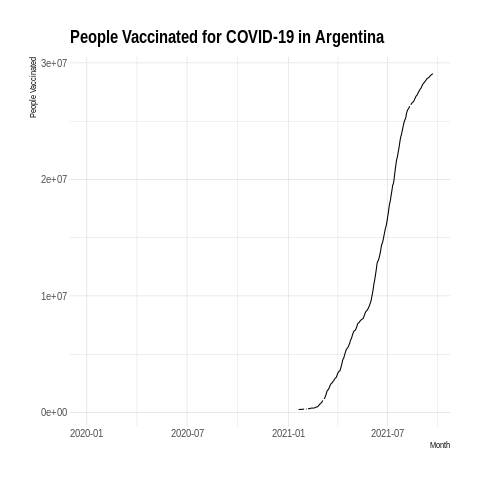 People Vaccinated for COVID-19 in Argentina
People Vaccinated
3e+07
2e+07
1e+07
0e+00
2020-01 2020-07 2021-01 2021-07
Month